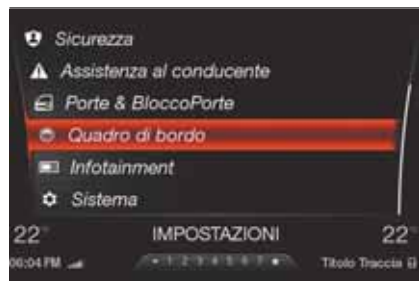 Sicurezza
Assistenza al conducente
Porte & BloccoPorte
Quadro di bordo
Infotainment
Sistema
22° IMPOSTAZIONI 22°
06:04 PM 1 2 3 4 5 6 7 Titolo Traccia